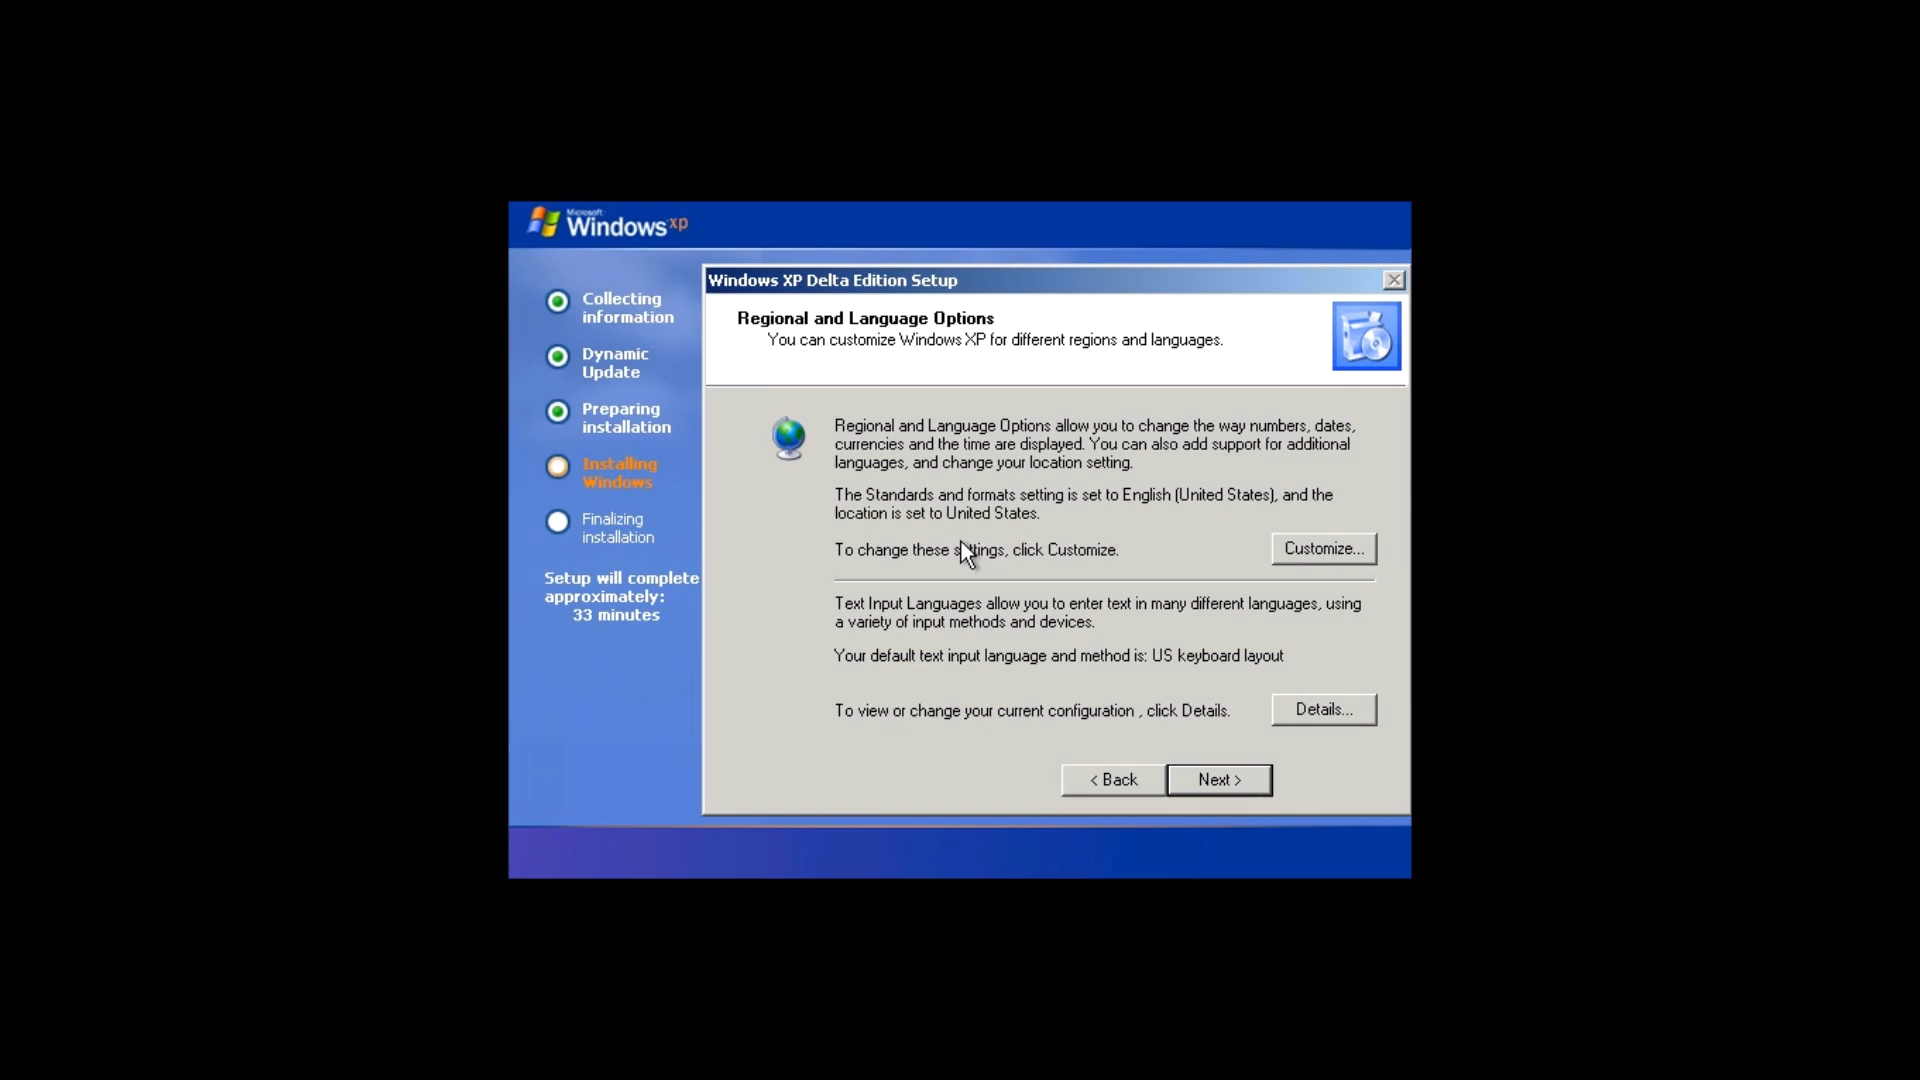 Microsoft
Windows xp
Collecting
information
Dynamic
Update
Preparing
installation
Installing
Windows
Finalizing
installation
Setup will complete
approximately:
33 minutes
Windows XP Delta Edition Setup
Regional and Language Options
You can customize Windows XP for different regions and languages.
Regional and Language Options allow you to change the way numbers, dates,
currencies and the time are displayed. You can also add support for additional
languages, and change your location setting.
The Standards and formats setting is set to English (United States), and the
location is set to United States.
To change these settings, click Customize.
Customize...
Text Input Languages allow you to enter text in many different languages, using
a variety of input methods and devices.
Your default text input language and method is: US keyboard layout
To view or change your current configuration , click Details.
Details...
< Back
Next >